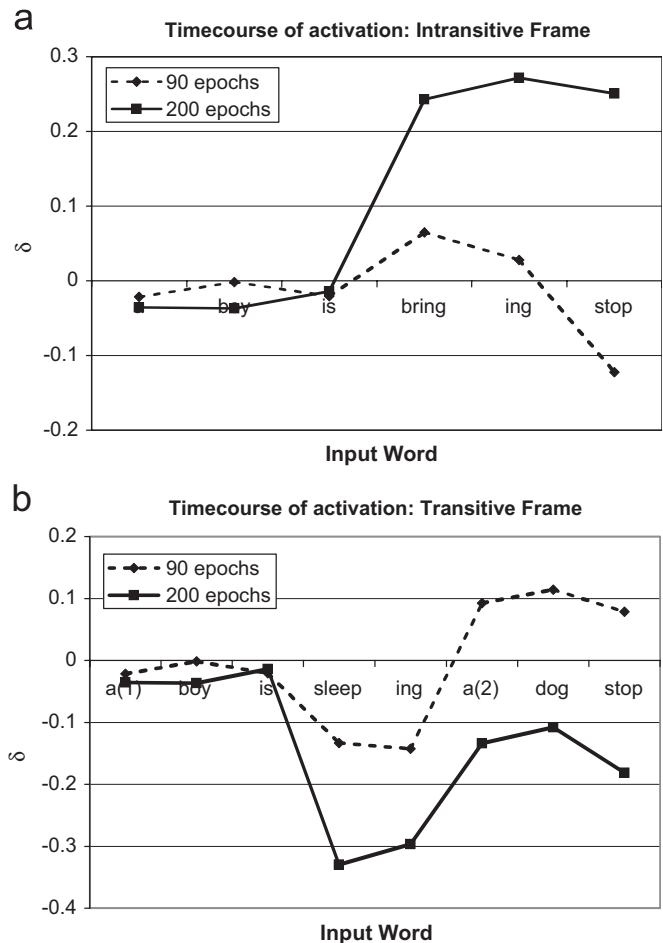 a
Timecourse of activation: Intransitive Frame
0.3
90 epochs
200 epochs
0.2
0.1
0
-0.1
-0.2
δ
boy is bring ing stop
Input Word
b
Timecourse of activation: Transitive Frame
0.2
90 epochs
200 epochs
0.1
0
-0.1
-0.2
-0.3
-0.4
δ
a(1) boy is sleep ing a(2) dog stop
Input Word